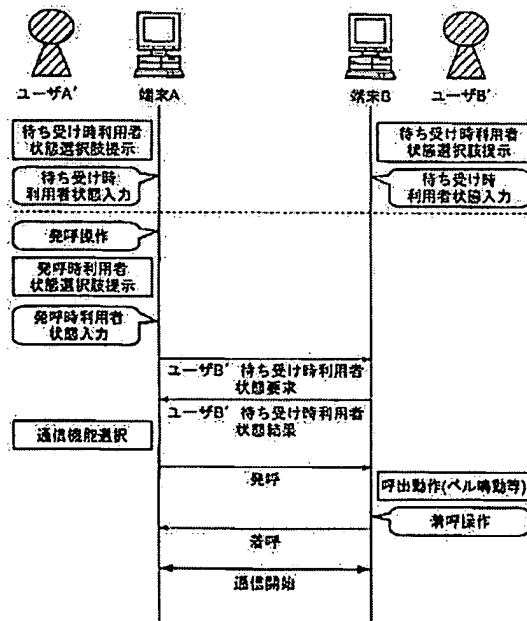 ユーザA'
端末A
端末B
ユーザB'
待ち受け時利用者
状態選択肢提示
待ち受け時利用者
状態選択肢提示
待ち受け時
利用者状態入力
待ち受け時
利用者状態入力
発呼操作
発呼時利用者
状態選択肢提示
発呼時利用者
状態入力
ユーザB' 待ち受け時利用者
状態要求
ユーザB' 待ち受け時利用者
状態結果
通信機能選択
発呼
呼出動作(ベル鳴動等)
着呼操作
着呼
通信開始